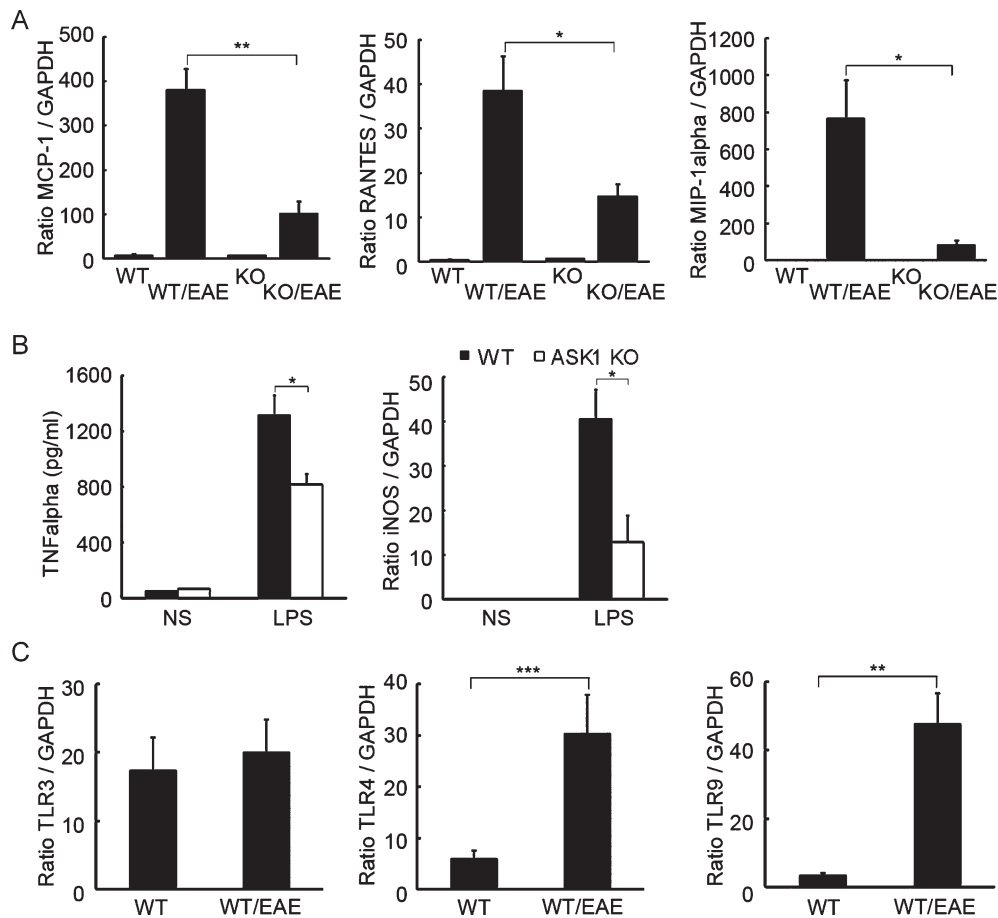 A
Ratio MCP-1 / GAPDH
500
400
300
200
100
0
**
WT
WT/EAE
KO
KO/EAE
Ratio RANTES / GAPDH
50
40
30
20
10
0
*
WT
WT/EAE
KO
KO/EAE
Ratio MIP-1alpha / GAPDH
1200
1000
800
600
400
200
0
*
WT
WT/EAE
KO
KO/EAE
B
WT ASK1 KO
TNFalpha (pg/ml)
1600
1200
800
400
0
*
NS LPS
Ratio iNOS / GAPDH
50
40
30
20
10
0
*
NS LPS
C
Ratio TLR3 / GAPDH
30
20
10
0
WT WT/EAE
Ratio TLR4 / GAPDH
40
30
20
10
0
***
WT WT/EAE
Ratio TLR9 / GAPDH
60
40
20
0
**
WT WT/EAE